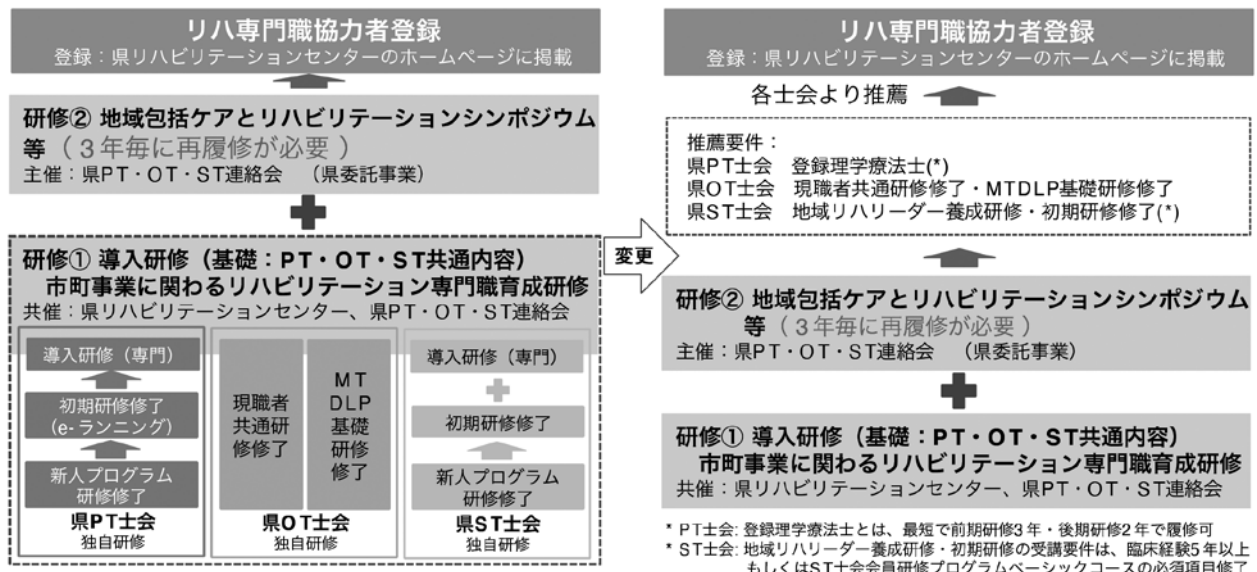 リハ専門職協力者登録
登録：県リハビリテーションセンターのホームページに掲載
研修② 地域包括ケアとリハビリテーションシンポジウム
等（３年毎に再履修が必要 ）
主催：県PT・OT・ST連絡会　（県委託事業）
研修① 導入研修（基礎：PT・OT・ST共通内容）
市町事業に関わるリハビリテーション専門職育成研修
共催：県リハビリテーションセンター、県PT・OT・ST連絡会
導入研修（専門）
初期研修修了
(e-ランニング)
新人プログラム
研修修了
県PT士会
独自研修
現職者
共通研
修修了
MT
DLP
基礎
研修
修了
県OT士会
独自研修
導入研修（専門）
初期研修修了
新人プログラム
研修修了
県ST士会
独自研修
変更
リハ専門職協力者登録
登録：県リハビリテーションセンターのホームページに掲載
各士会より推薦
推薦要件：
県PT士会　登録理学療法士(*)
県OT士会　現職者共通研修修了・MTDLP基礎研修修了
県ST士会　地域リハリーダー養成研修・初期研修修了(*)
研修② 地域包括ケアとリハビリテーションシンポジウム
等（３年毎に再履修が必要 ）
主催：県PT・OT・ST連絡会　（県委託事業）
研修① 導入研修（基礎：PT・OT・ST共通内容）
市町事業に関わるリハビリテーション専門職育成研修
共催：県リハビリテーションセンター、県PT・OT・ST連絡会
* PT士会: 登録理学療法士とは、最短で前期研修3年・後期研修2年で履修可
* ST士会: 地域リハリーダー養成研修・初期研修の受講要件は、臨床経験5年以上
もしくはST士会会員研修プログラムベーシックコースの必須項目修了